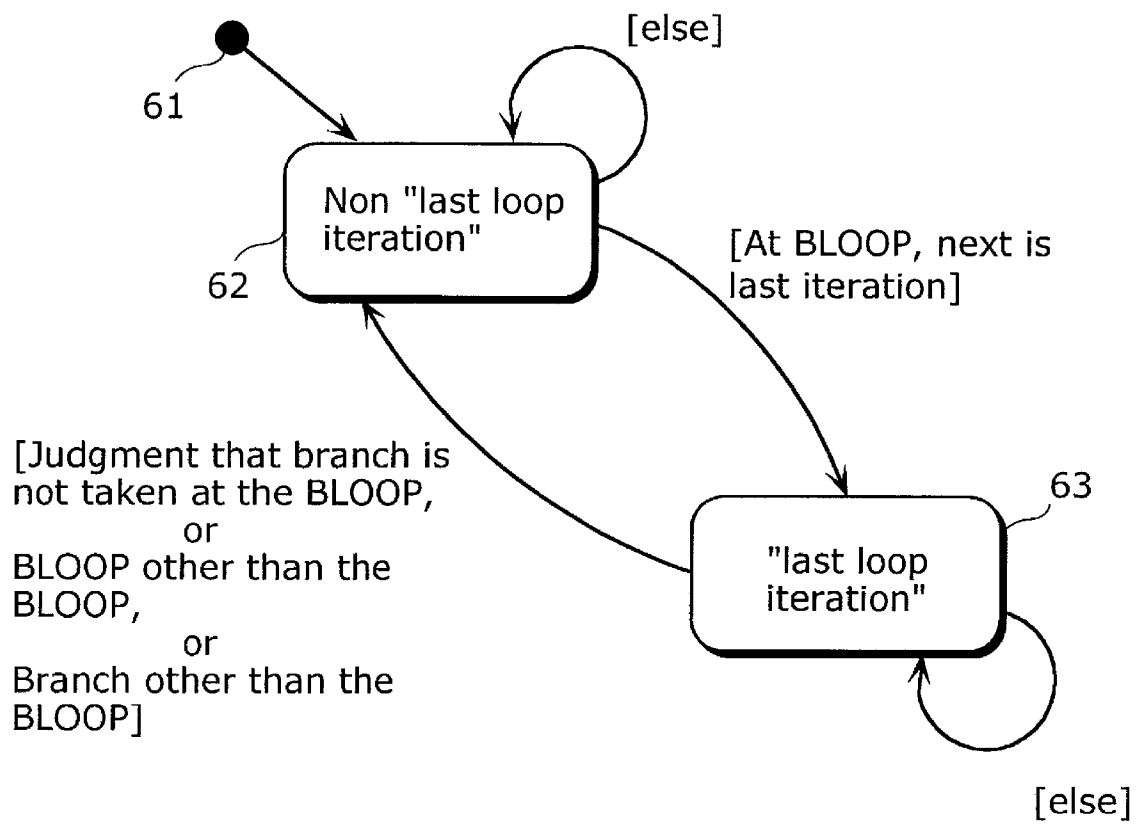 [else]
61
Non "last loop
iteration"
62
[At BLOOP, next is
last iteration]
[Judgment that branch is
not taken at the BLOOP,
or
BLOOP other than the
BLOOP,
or
Branch other than the
BLOOP]
63
"last loop
iteration"
[else]